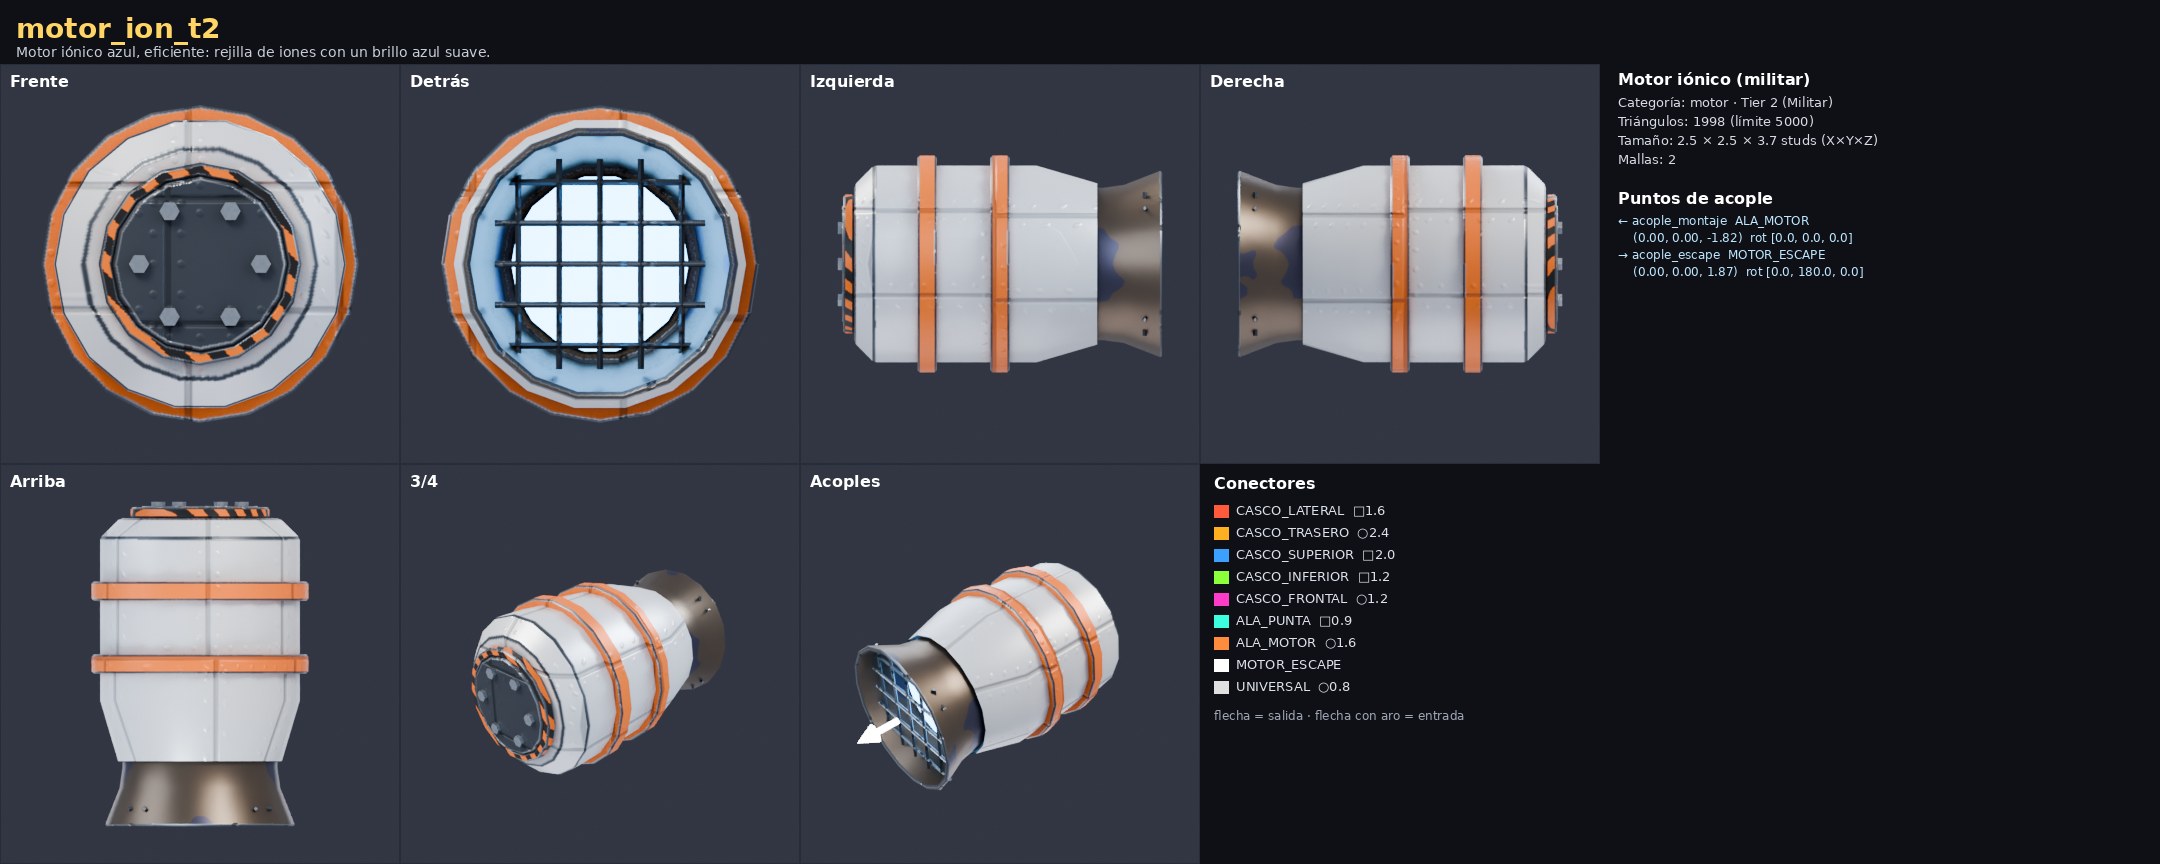 motor_ion_t2
Motor iónico azul, eficiente: rejilla de iones con un brillo azul suave.
Frente
Detrás
Izquierda
Derecha
Motor iónico (militar)
Categoría: motor · Tier 2 (Militar)
Triángulos: 1998 (límite 5000)
Tamaño: 2.5 × 2.5 × 3.7 studs (X×Y×Z)
Mallas: 2
Puntos de acople
← acople_montaje ALA_MOTOR
(0.00, 0.00, -1.82) rot [0.0, 0.0, 0.0]
→ acople_escape MOTOR_ESCAPE
(0.00, 0.00, 1.87) rot [0.0, 180.0, 0.0]
Arriba
3/4
Acoples
Conectores
CASCO_LATERAL □1.6
CASCO_TRASERO ○2.4
CASCO_SUPERIOR □2.0
CASCO_INFERIOR □1.2
CASCO_FRONTAL ○1.2
ALA_PUNTA □0.9
ALA_MOTOR ○1.6
MOTOR_ESCAPE
UNIVERSAL ○0.8
flecha = salida · flecha con aro = entrada